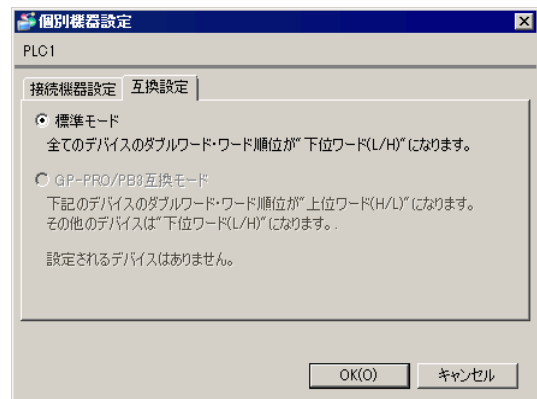 個別機器設定
PLC1
接続機器設定 互換設定
標準モード
全てのデバイスのダブルワード・ワード順位が"下位ワード(L/H)"になります。
GP-PRO/PB3互換モード
下記のデバイスのダブルワード・ワード順位が"上位ワード(H/L)"になります。
その他のデバイスは"下位ワード(L/H)"になります。.
設定されるデバイスはありません。
OK(O) キャンセル